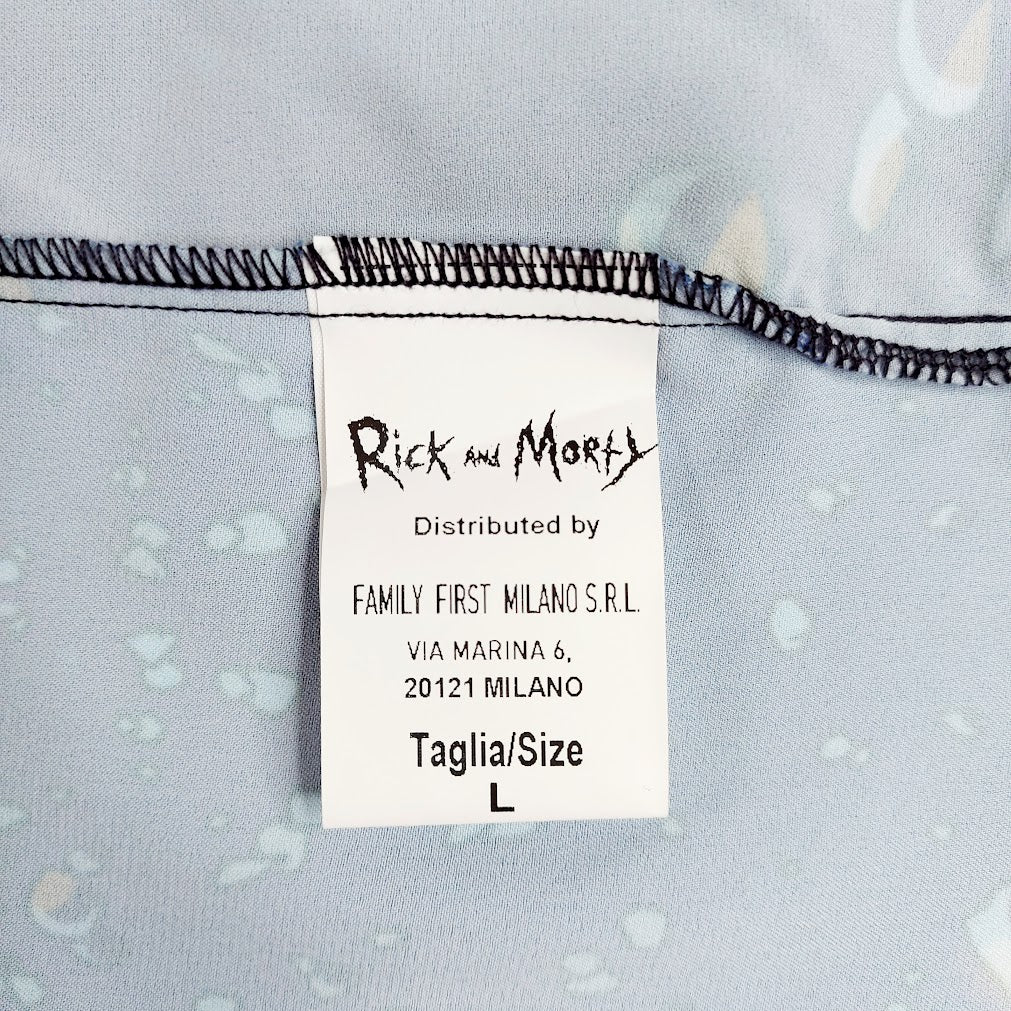 Rick and Morty
Distributed by
FAMILY FIRST MILANO S.R.L.
VIA MARINA 6,
20121 MILANO
Taglia/Size
L